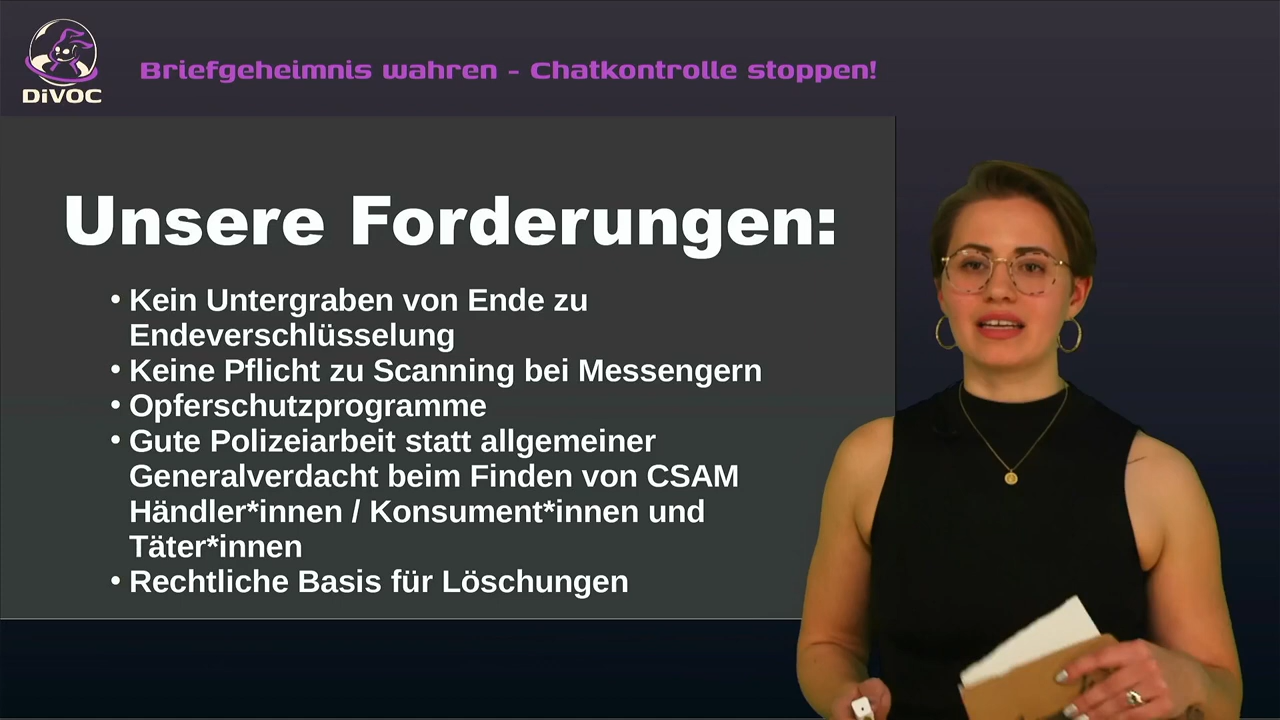 DiVOC
Briefgeheimnis wahren - Chatkontrolle stoppen!
Unsere Forderungen:
• Kein Untergraben von Ende zu
Endeverschlüsselung
• Keine Pflicht zu Scanning bei Messengern
• Opferschutzprogramme
• Gute Polizeiarbeit statt allgemeiner
Generalverdacht beim Finden von CSAM
Händler*innen / Konsument*innen und
Täter*innen
• Rechtliche Basis für Löschungen